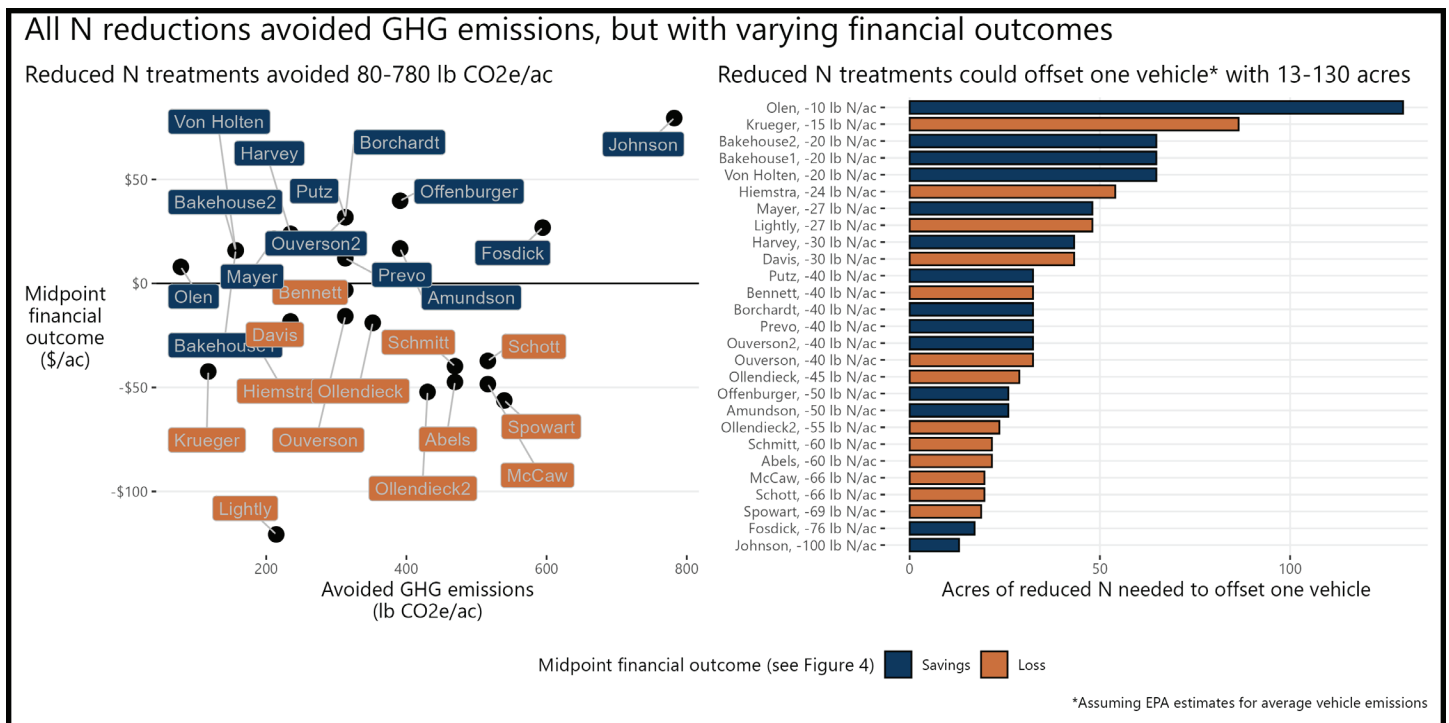 All N reductions avoided GHG emissions, but with varying financial outcomes
Reduced N treatments avoided 80-780 lb CO2e/ac
Von Holten
Harvey
Borchardt
Johnson
Putz
Offenburger
$50
Bakehouse2
Ouverson2
Fosdick
Mayer
Prevo
$0
Bennett
Olen
Amundson
Midpoint
financial
outcome
($/ac)
Davis
Bakehouse1
Schmitt
Schott
-$50
Hiemstra
Ollendieck
Krueger
Ouverson
Abels
Spowart
McCaw
Ollendieck2
-$100
Lightly
200
400
600
800
Avoided GHG emissions
(lb CO2e/ac)
Reduced N treatments could offset one vehicle* with 13-130 acres
Olen, -10 lb N/ac
Krueger, -15 lb N/ac
Bakehouse2, -20 lb N/ac
Bakehouse1, -20 lb N/ac
Von Holten, -20 lb N/ac
Hiemstra, -24 lb N/ac
Mayer, -27 lb N/ac
Lightly, -27 lb N/ac
Harvey, -30 lb N/ac
Davis, -30 lb N/ac
Putz, -40 lb N/ac
Bennett, -40 lb N/ac
Borchardt, -40 lb N/ac
Prevo, -40 lb N/ac
Ouverson2, -40 lb N/ac
Ouverson, -40 lb N/ac
Ollendieck, -45 lb N/ac
Offenburger, -50 lb N/ac
Amundson, -50 lb N/ac
Ollendieck2, -55 lb N/ac
Schmitt, -60 lb N/ac
Abels, -60 lb N/ac
McCaw, -66 lb N/ac
Schott, -66 lb N/ac
Spowart, -69 lb N/ac
Fosdick, -76 lb N/ac
Johnson, -100 lb N/ac
0
50
100
Acres of reduced N needed to offset one vehicle
Midpoint financial outcome (see Figure 4)
Savings
Loss
*Assuming EPA estimates for average vehicle emissions